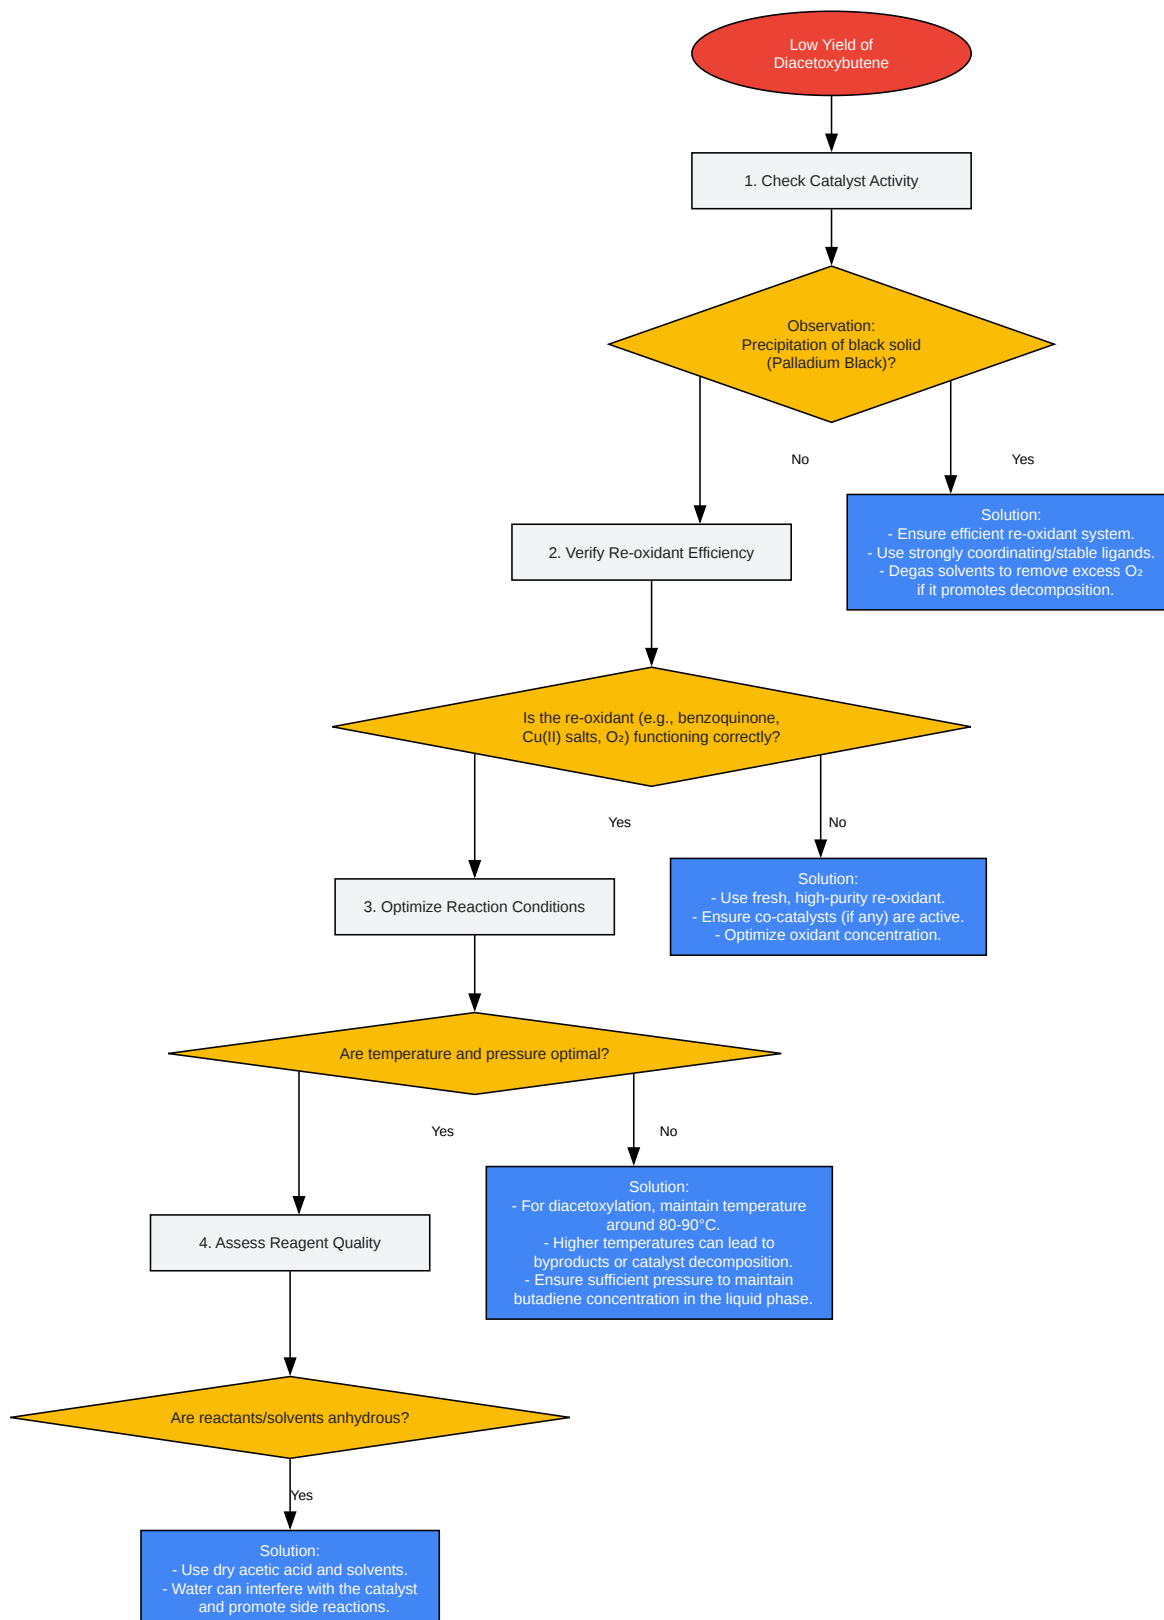 Low Yield of
Diacetoxybutene
1. Check Catalyst Activity
Observation:
Precipitation of black solid
(Palladium Black)?
No
Yes
Solution:
- Ensure efficient re-oxidant system.
- Use strongly coordinating/stable ligands.
- Degas solvents to remove excess O₂
if it promotes decomposition.
2. Verify Re-oxidant Efficiency
Is the re-oxidant (e.g., benzoquinone,
Cu(II) salts, O₂) functioning correctly?
Yes
No
Solution:
- Use fresh, high-purity re-oxidant.
- Ensure co-catalysts (if any) are active.
- Optimize oxidant concentration.
3. Optimize Reaction Conditions
Are temperature and pressure optimal?
Yes
No
Solution:
- For diacetoxylation, maintain temperature
around 80-90°C.
- Higher temperatures can lead to
byproducts or catalyst decomposition.
- Ensure sufficient pressure to maintain
butadiene concentration in the liquid phase.
4. Assess Reagent Quality
Are reactants/solvents anhydrous?
Yes
Solution:
- Use dry acetic acid and solvents.
- Water can interfere with the catalyst
and promote side reactions.